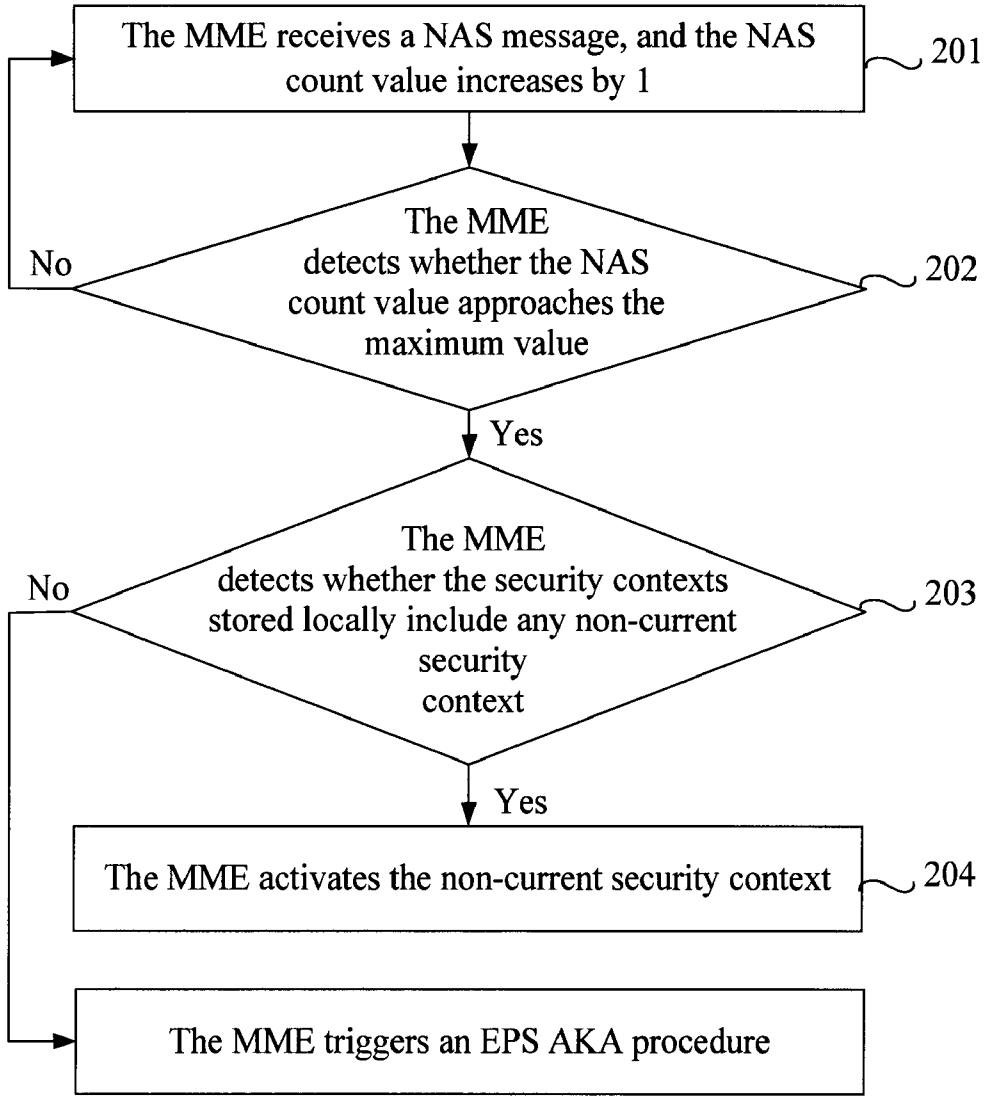 The MME receives a NAS message, and the NAS
count value increases by 1
201
The MME
detects whether the NAS
count value approaches the
maximum value
202
No
Yes
The MME
detects whether the security contexts
stored locally include any non-current
security
context
203
No
Yes
The MME activates the non-current security context
204
The MME triggers an EPS AKA procedure